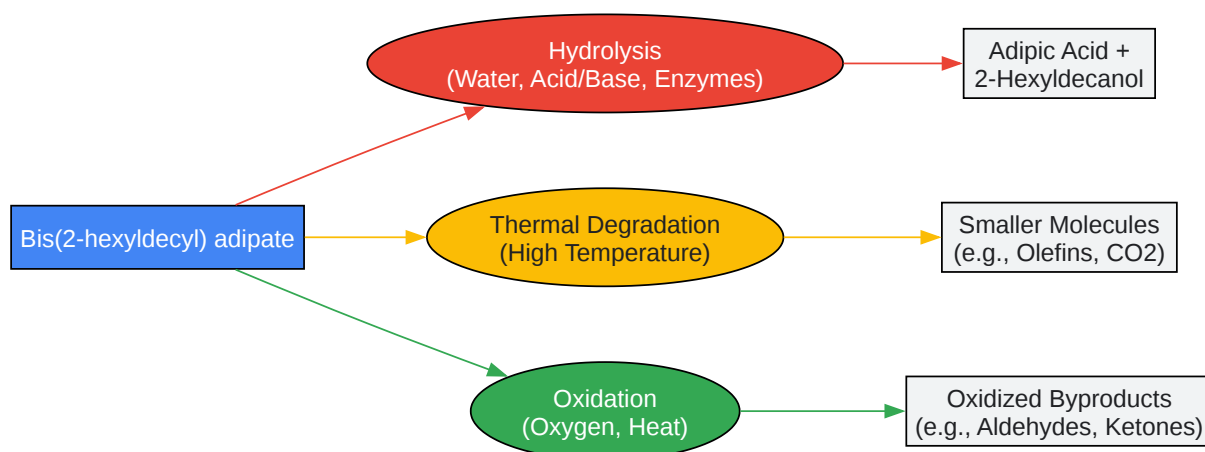 Hydrolysis
(Water, Acid/Base, Enzymes)
Adipic Acid +
2-Hexyldecanol
Bis(2-hexyldecyl) adipate
Thermal Degradation
(High Temperature)
Smaller Molecules
(e.g., Olefins, CO2)
Oxidation
(Oxygen, Heat)
Oxidized Byproducts
(e.g., Aldehydes, Ketones)